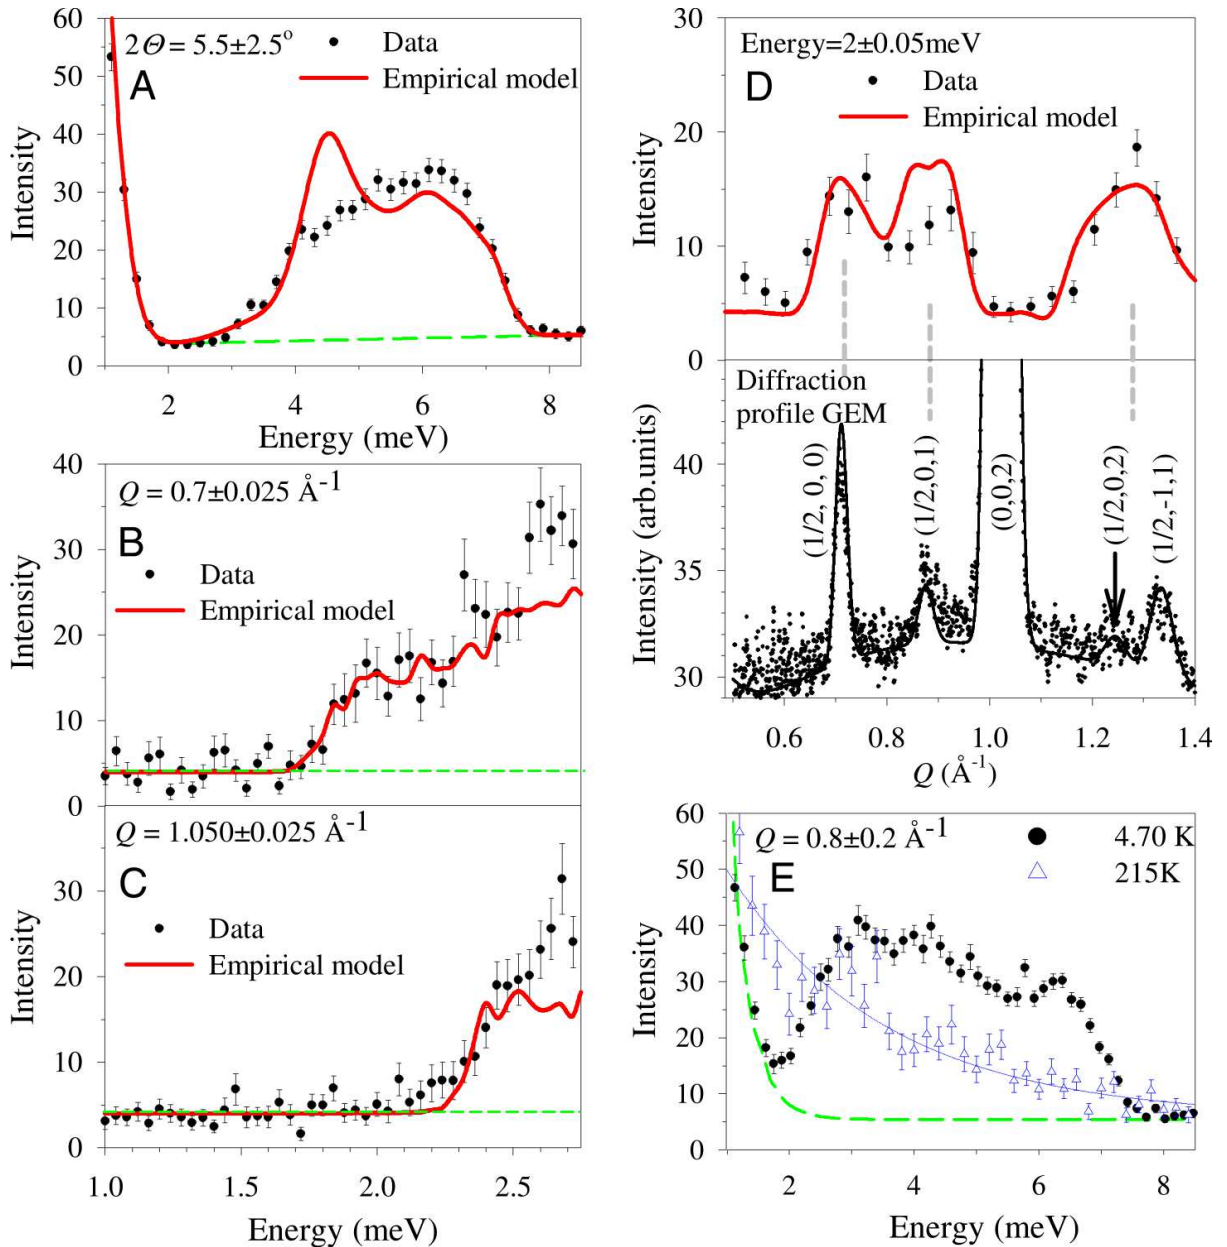 60
50
40
30
20
10
0
Intensity
2Θ = 5.5±2.5°
Data
Empirical model
A
2
4
6
8
Energy (meV)
40
30
20
10
0
Intensity
Q = 0.7±0.025 Å-1
B
Data
Empirical model
30
20
10
0
Intensity
Q = 1.050±0.025 Å-1
C
Data
Empirical model
1.0
1.5
2.0
2.5
Energy (meV)
30
20
10
0
Intensity
Energy=2±0.05meV
D
Data
Empirical model
Diffraction
profile GEM
40
35
30
Intensity (arb.units)
(1/2, 0, 0)
(1/2,0,1)
(0,0,2)
(1/2,0,2)
(1/2,-1,1)
0.6
0.8
1.0
1.2
1.4
Q (Å-1)
60
50
40
30
20
10
0
Intensity
Q = 0.8±0.2 Å-1
E
4.70 K
215K
2
4
6
8
Energy (meV)